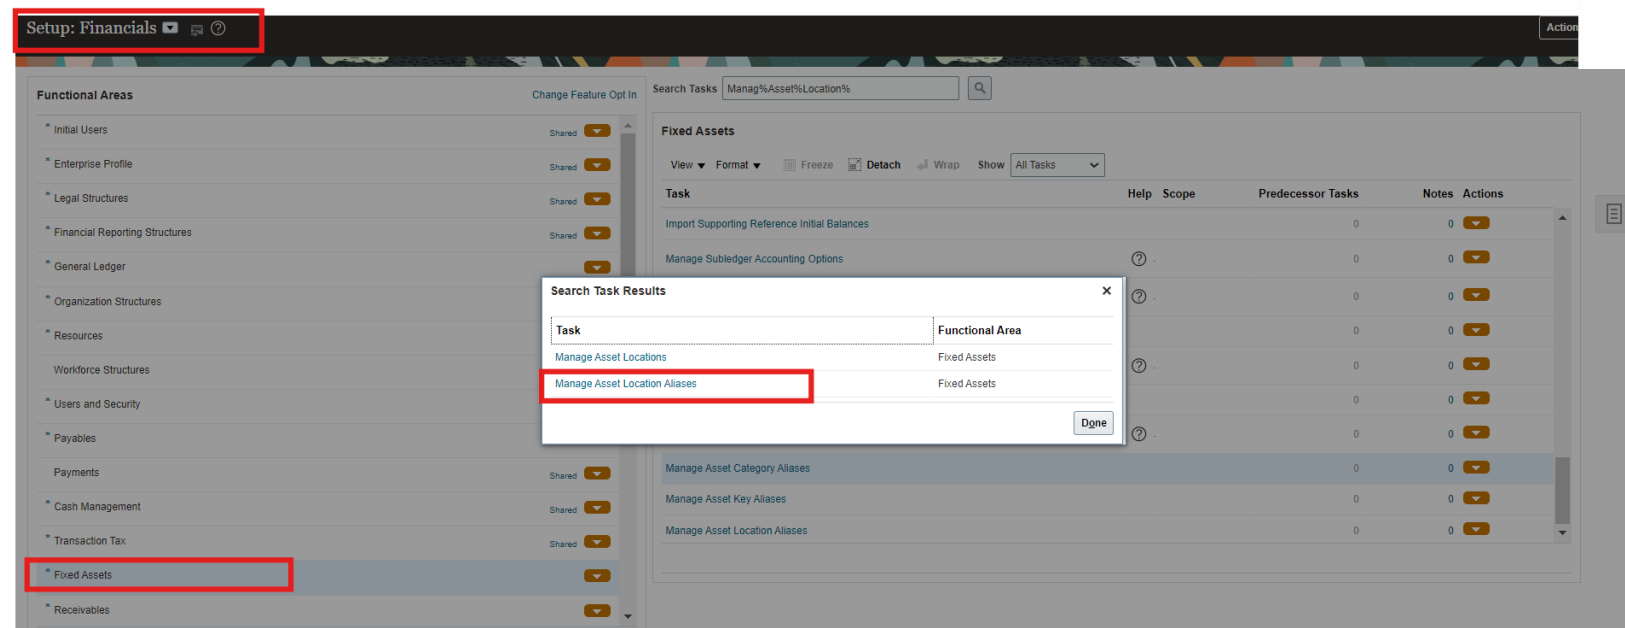 Setup: Financials
Action
Functional Areas
Change Feature Opt In
* Initial Users
Shared
* Enterprise Profile
Shared
* Legal Structures
Shared
* Financial Reporting Structures
Shared
* General Ledger
* Organization Structures
* Resources
Workforce Structures
* Users and Security
* Payables
Payments
Shared
* Cash Management
Shared
* Transaction Tax
Shared
* Fixed Assets
* Receivables
Search Tasks Manag%Asset%Location%
Fixed Assets
View Format Freeze Detach Wrap Show All Tasks
Task Help Scope Predecessor Tasks Notes Actions
Import Supporting Reference Initial Balances 0 0
Manage Subledger Accounting Options 0 0
0 0
0 0
0 0
0 0
0 0
Manage Asset Category Aliases 0 0
Manage Asset Key Aliases 0 0
Manage Asset Location Aliases 0 0
Search Task Results
Task Functional Area
Manage Asset Locations Fixed Assets
Manage Asset Location Aliases Fixed Assets
Done